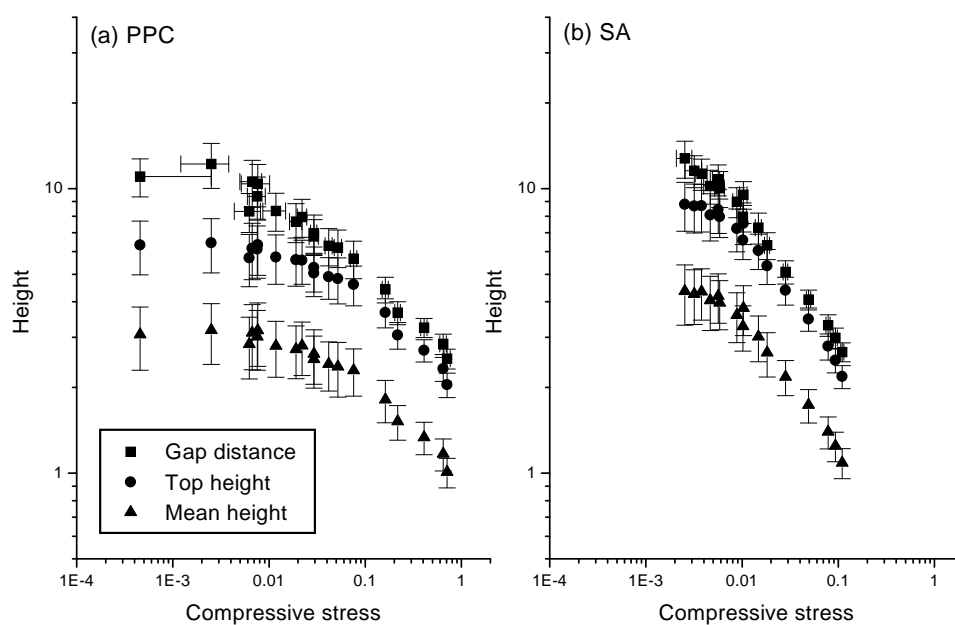 (a) PPC
(b) SA
Height
10
1
Gap distance
Top height
Mean height
1E-4 1E-3 0.01 0.1 1
Compressive stress
Height
10
1
1E-4 1E-3 0.01 0.1 1
Compressive stress